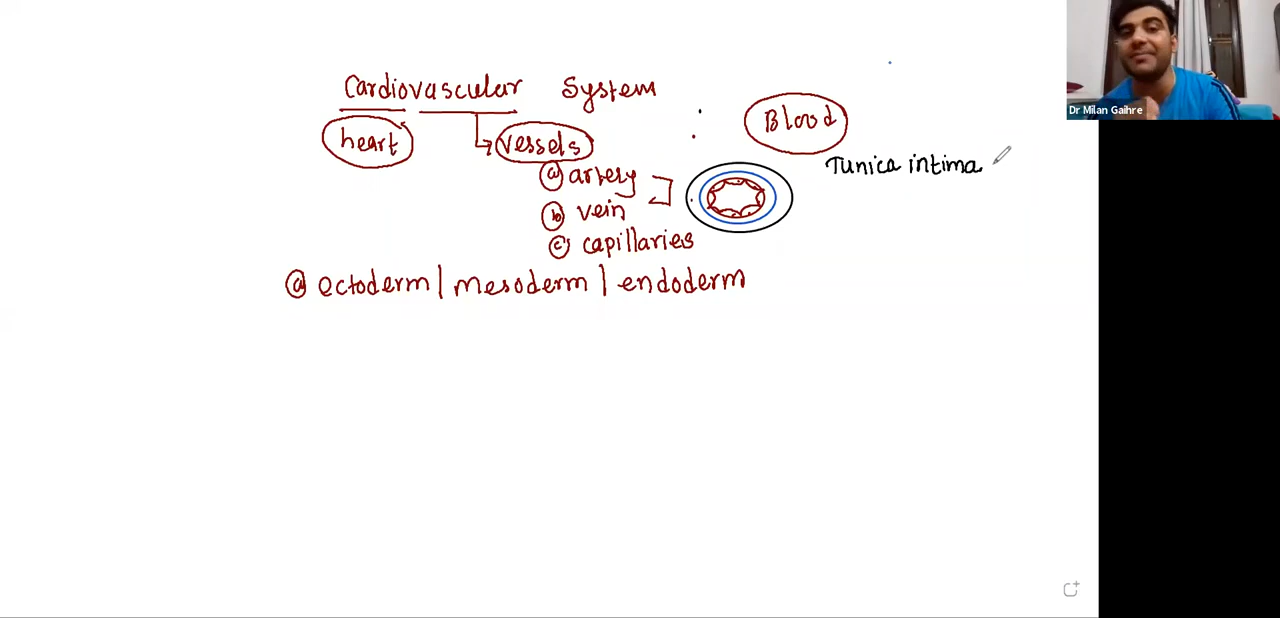 Cardiovascular System
Blood
heart
vessels
Tunica intima
a artery
b vein
c capillaries
a ectoderm | mesoderm | endoderm
Dr Milan Gaihre